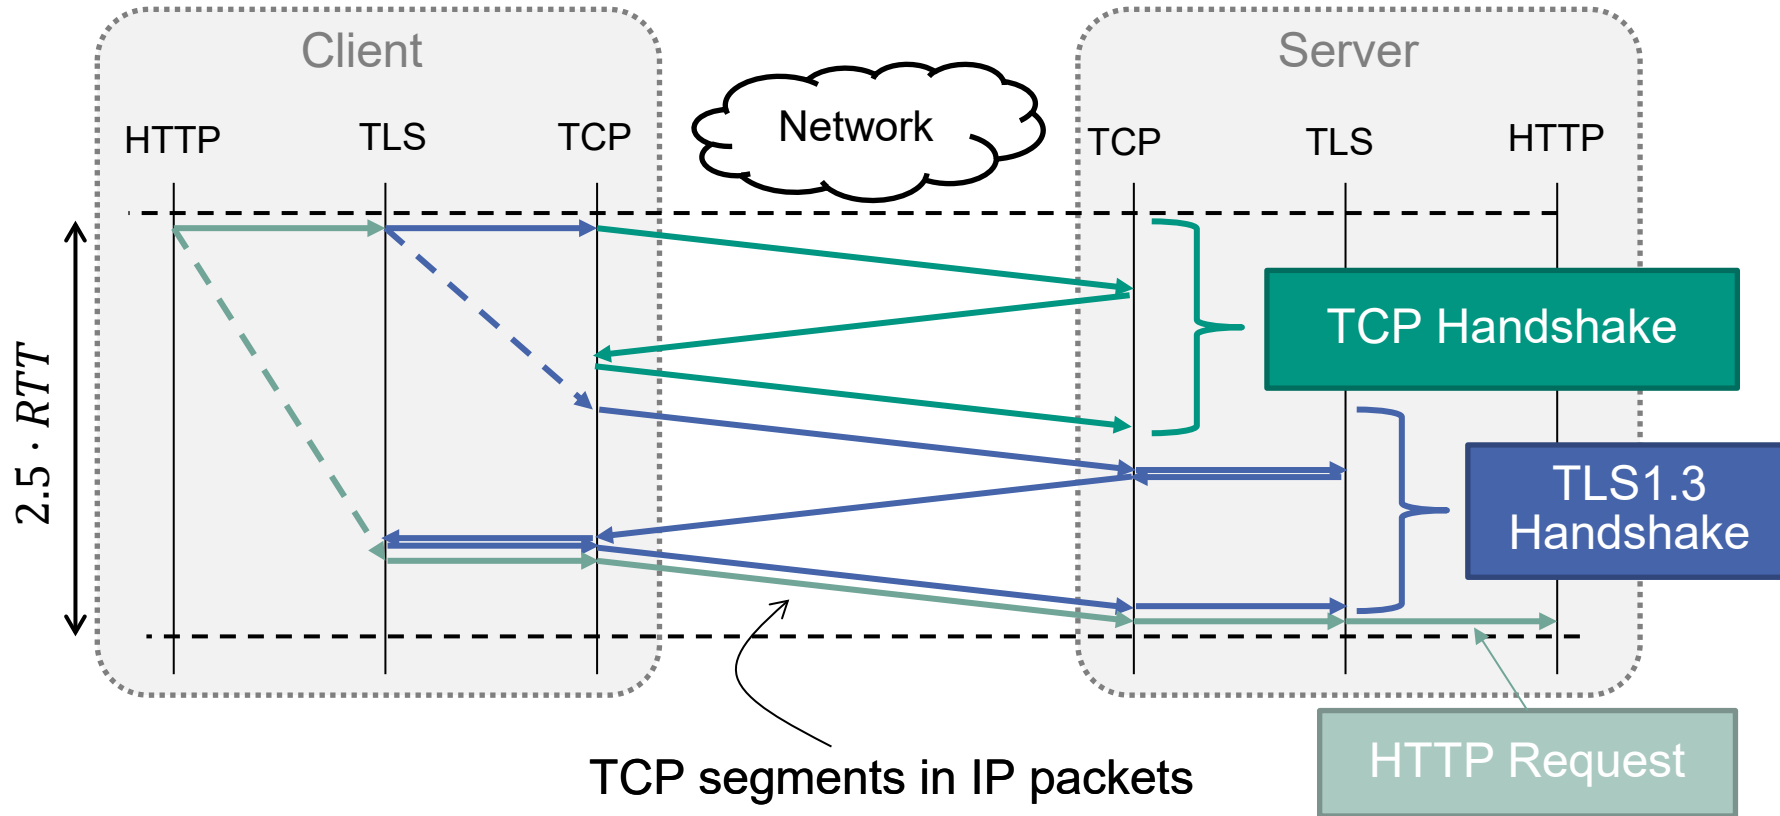 Client
Server
Network
HTTP
TLS
TCP
TCP
TLS
HTTP
2.5 · RTT
TCP Handshake
TLS1.3
Handshake
HTTP Request
TCP segments in IP packets